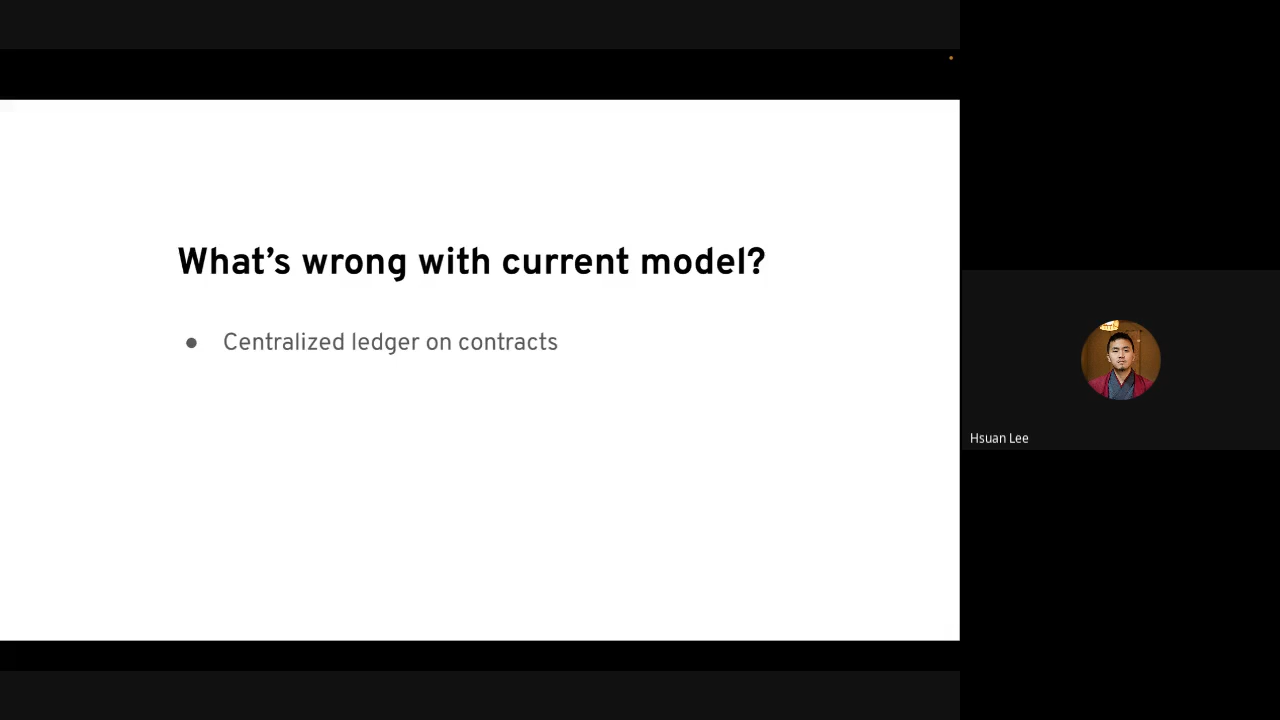 What’s wrong with current model?
● Centralized ledger on contracts
Hsuan Lee